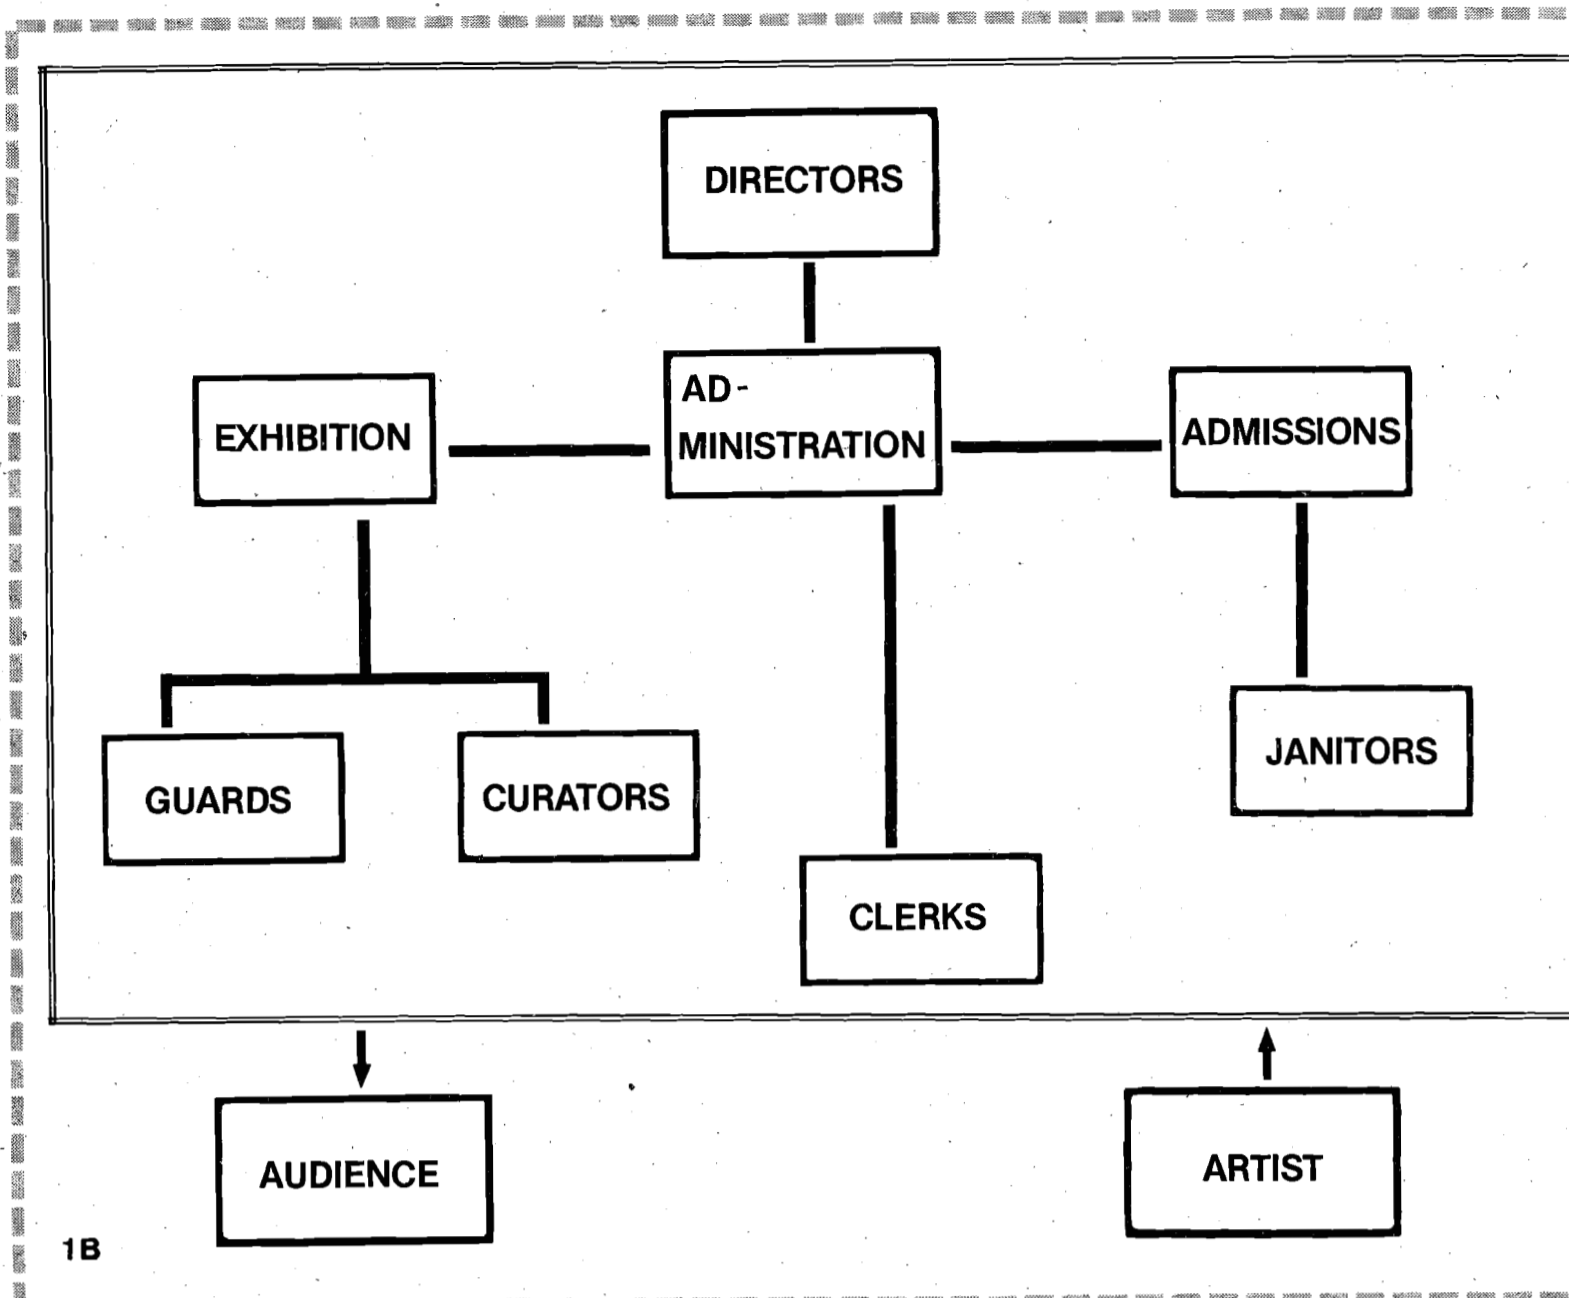 DIRECTORS
EXHIBITION
AD-
MINISTRATION
ADMISSIONS
GUARDS
CURATORS
JANITORS
CLERKS
AUDIENCE
ARTIST
1B